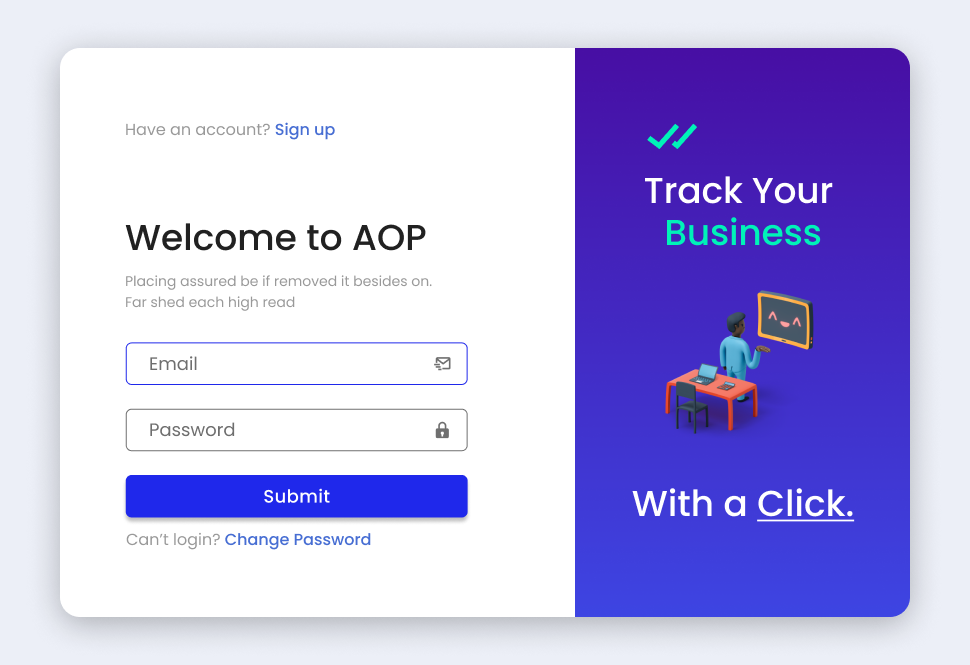 Have an account? Sign up
Welcome to AOP
Placing assured be if removed it besides on.
Far shed each high read
Email
Password
Submit
Can’t login? Change Password
Track Your
Business
With a Click.